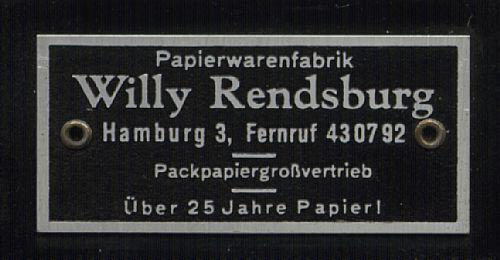 Papierwarenfabrik
Willy Rendsburg
Hamburg 3, Fernruf 430792
Packpapiergroßvertrieb
Über 25 Jahre Papier!